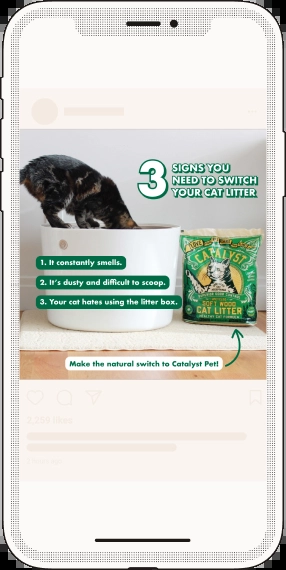 3 SIGNS YOU
NEED TO SWITCH
YOUR CAT LITTER
1. It constantly smells.
2. It's dusty and difficult to scoop.
3. Your cat hates using the litter box.
CATALYST
SOFT WOOD
CAT LITTER
Make the natural switch to Catalyst Pet!